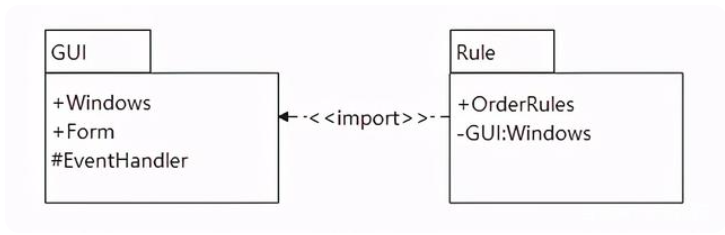 GUI
+Windows
+Form
#EventHandler
<<import>>
Rule
+OrderRules
-GUI:Windows